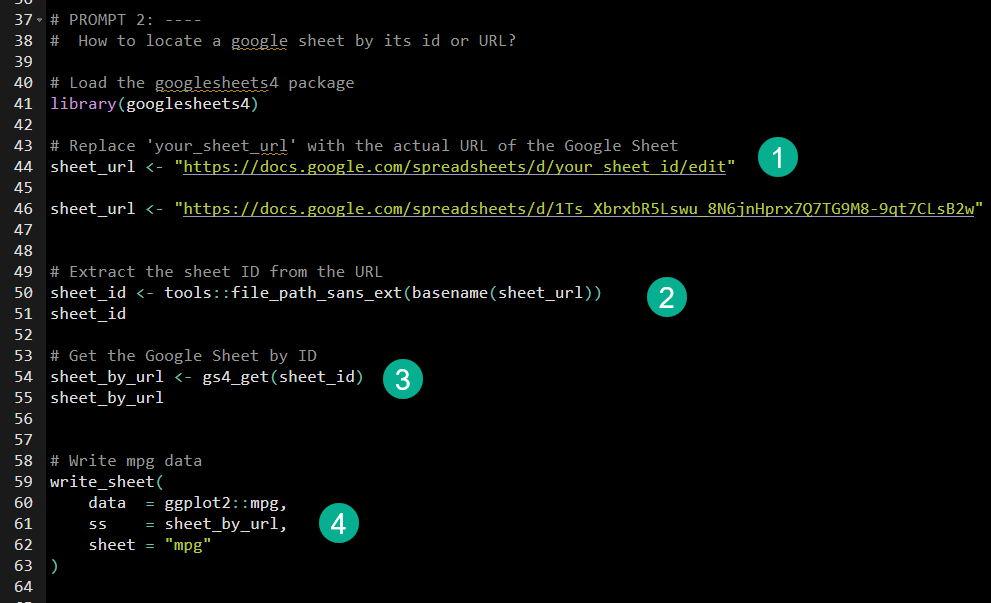 36
37 # PROMPT 2: ----
38 #  How to locate a google sheet by its id or URL?
39
40 # Load the googlesheets4 package
41 library(googlesheets4)
42
43 # Replace 'your_sheet_url' with the actual URL of the Google Sheet
44 sheet_url <- "https://docs.google.com/spreadsheets/d/your_sheet_id/edit" 1
45
46 sheet_url <- "https://docs.google.com/spreadsheets/d/1Ts_XbrxbR5Lswu_8N6jnHprx7Q7TG9M8-9qt7CLsB2w"
47
48
49 # Extract the sheet ID from the URL
50 sheet_id <- tools::file_path_sans_ext(basename(sheet_url)) 2
51 sheet_id
52
53 # Get the Google Sheet by ID
54 sheet_by_url <- gs4_get(sheet_id) 3
55 sheet_by_url
56
57
58 # Write mpg data
59 write_sheet(
60     data  = ggplot2::mpg,
61     ss    = sheet_by_url, 4
62     sheet = "mpg"
63 )
64